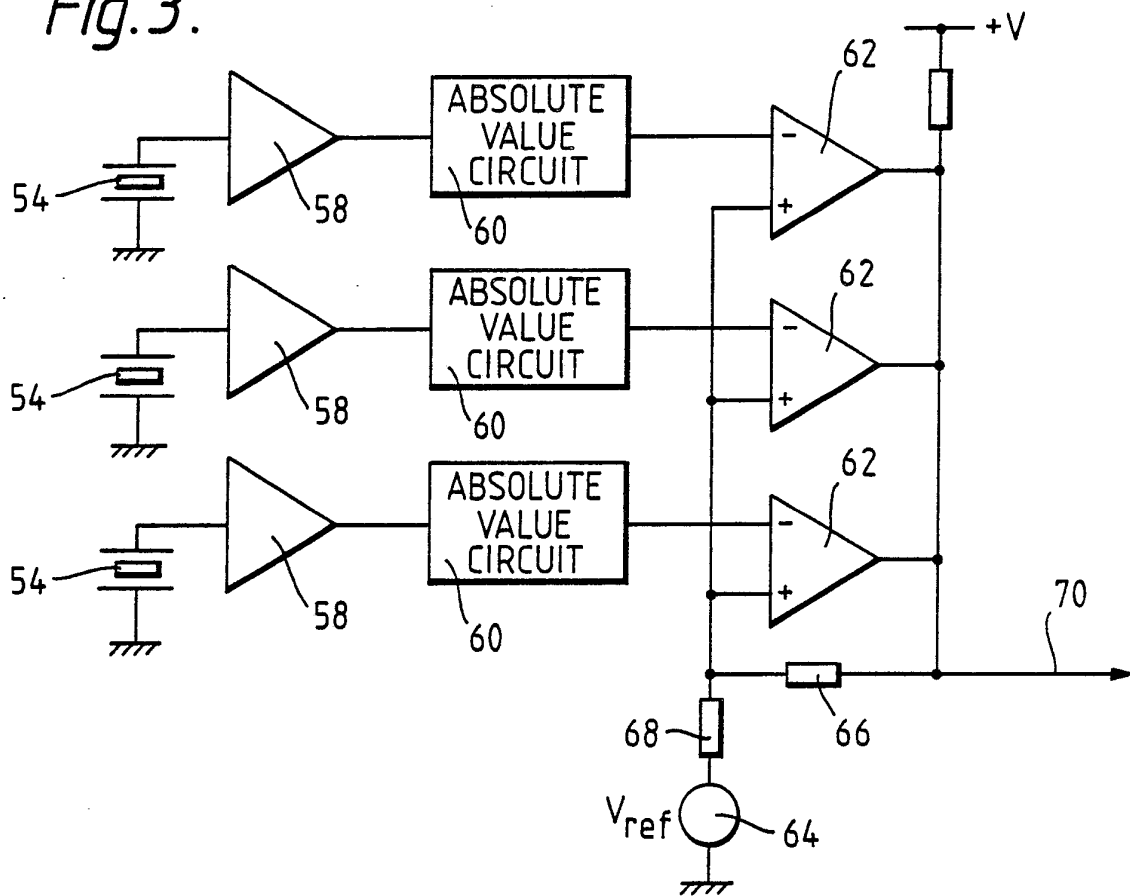 Fig.3.
+V
62
ABSOLUTE
VALUE
CIRCUIT
-
+
54
58
60
62
ABSOLUTE
VALUE
CIRCUIT
-
+
54
58
60
62
ABSOLUTE
VALUE
CIRCUIT
-
+
54
58
60
70
68
66
Vref
64